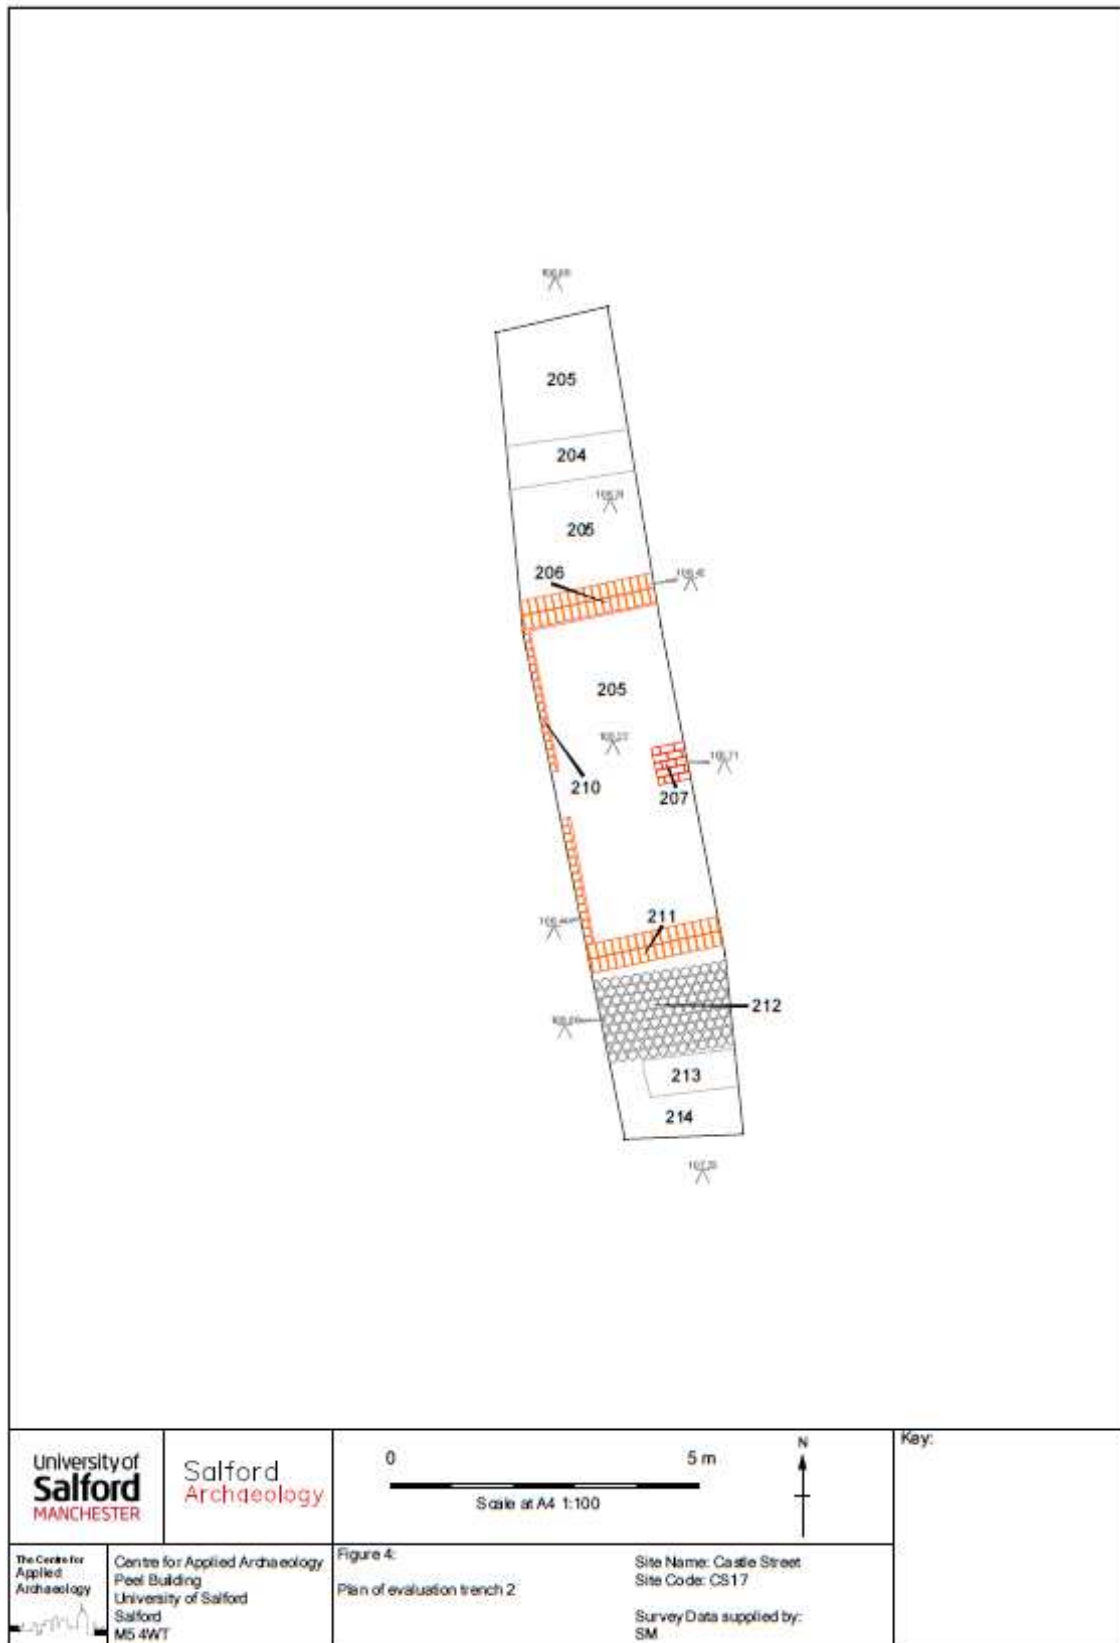 205
204
205
206
205
210
207
211
212
213
214
University of
Salford
MANCHESTER
Salford
Archaeology
0 5 m
Scale at A4 1:100
N
Key:
The Centre for
Applied
Archaeology
Centre for Applied Archaeology
Peel Building
University of Salford
Salford
M5 4WT
Figure 4:
Plan of evaluation trench 2
Site Name: Castle Street
Site Code: CS17
Survey Data supplied by:
SM